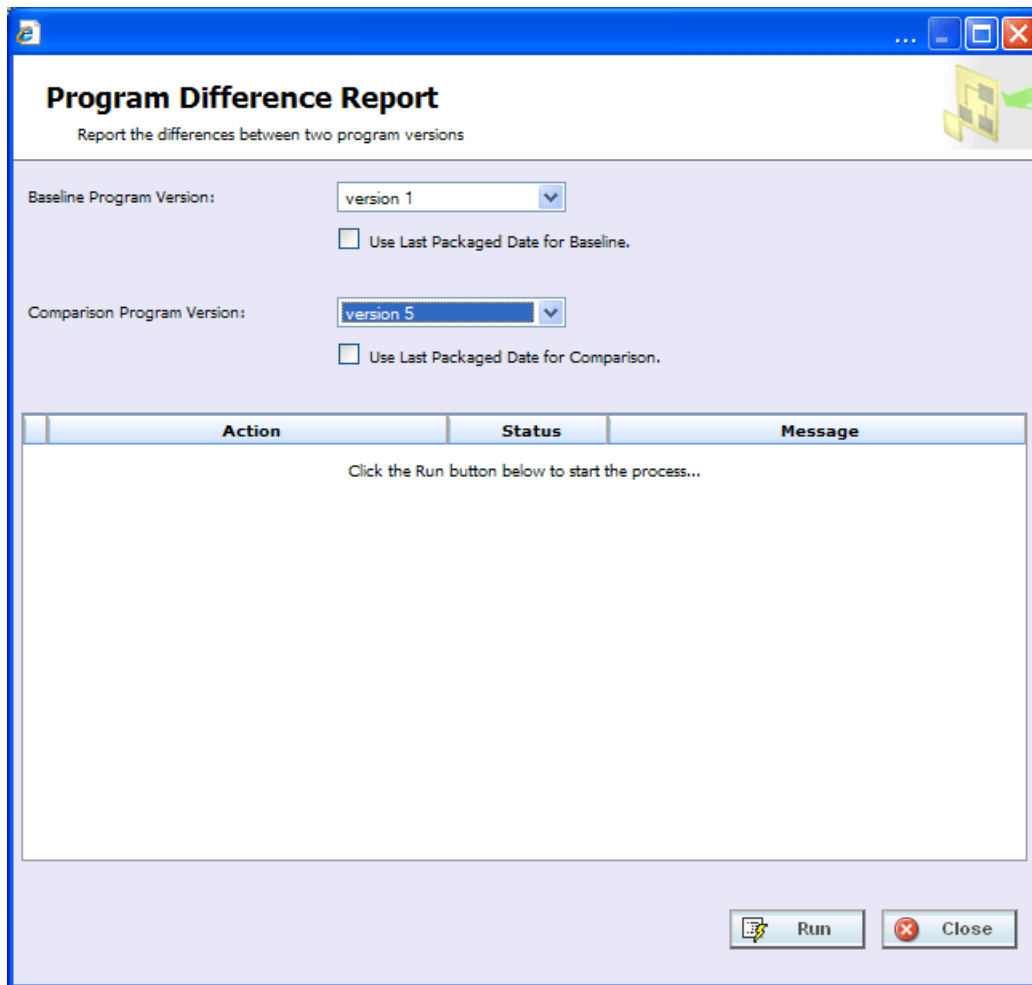 ...
Program Difference Report
Report the differences between two program versions
Baseline Program Version: version 1
Use Last Packaged Date for Baseline.
Comparison Program Version: version 5
Use Last Packaged Date for Comparison.
Action Status Message
Click the Run button below to start the process...
Run Close